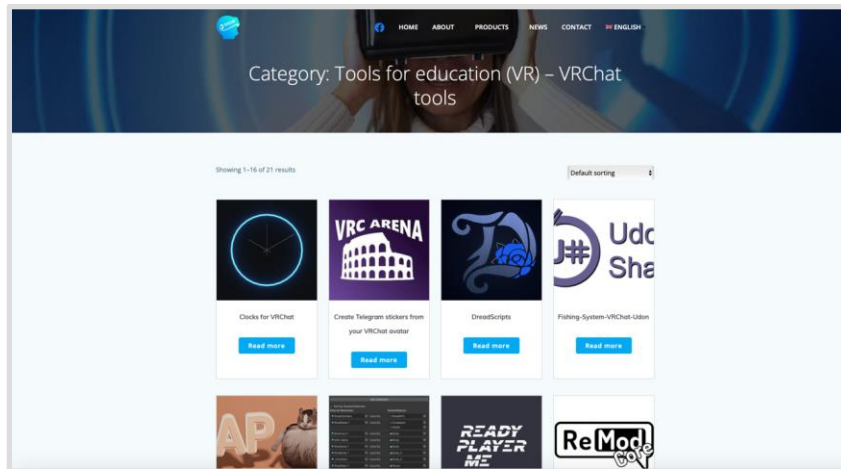 HOME ABOUT PRODUCTS NEWS CONTACT ENGLISH
Category: Tools for education (VR) – VRChat
tools
Showing 1–16 of 21 results
Default sorting
VRC ARENA
U#
Udo
Sha
Clocks for VRChat
Create Telegram stickers from
your VRChat avatar
DreadScripts
Fishing-System-VRChat-Udon
Read more
Read more
Read more
Read more
AP
READY
PLAYER
ME
ReMod
Core